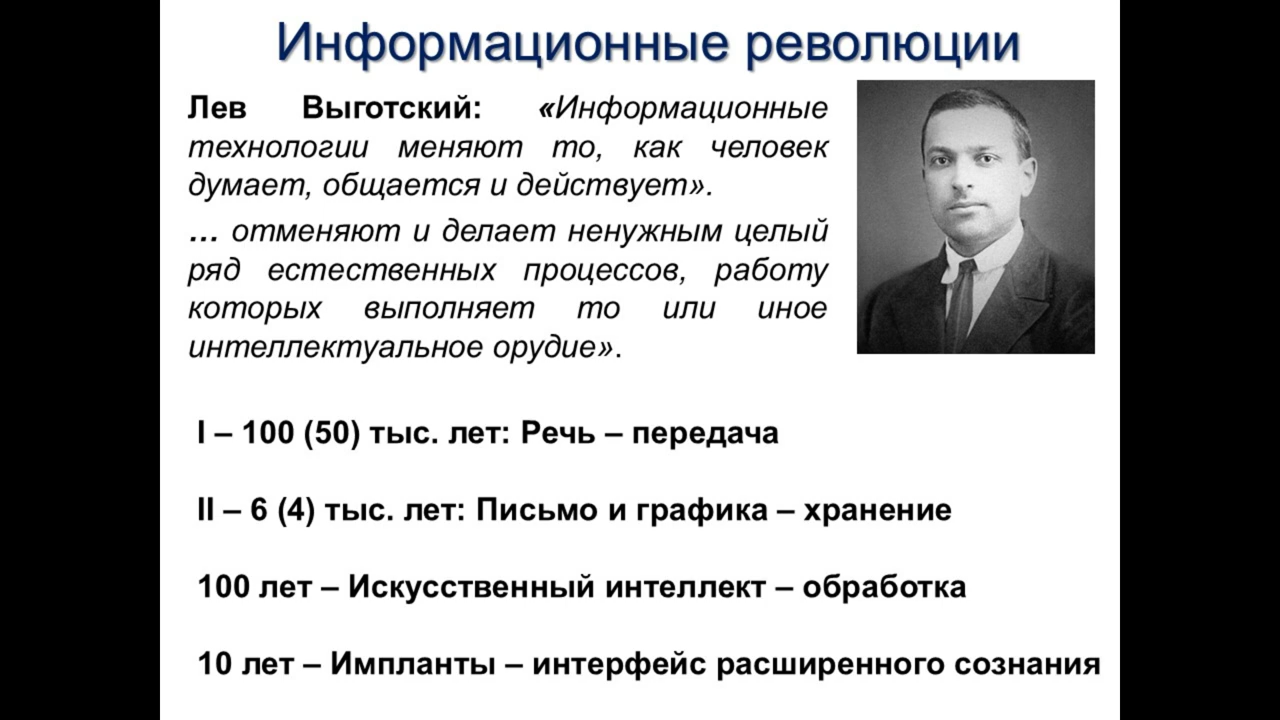 Информационные революции
Лев Выготский: «Информационные
технологии меняют то, как человек
думает, общается и действует».
… отменяют и делает ненужным целый
ряд естественных процессов, работу
которых выполняет то или иное
интеллектуальное орудие».
I – 100 (50) тыс. лет: Речь – передача
II – 6 (4) тыс. лет: Письмо и графика – хранение
100 лет – Искусственный интеллект – обработка
10 лет – Импланты – интерфейс расширенного сознания